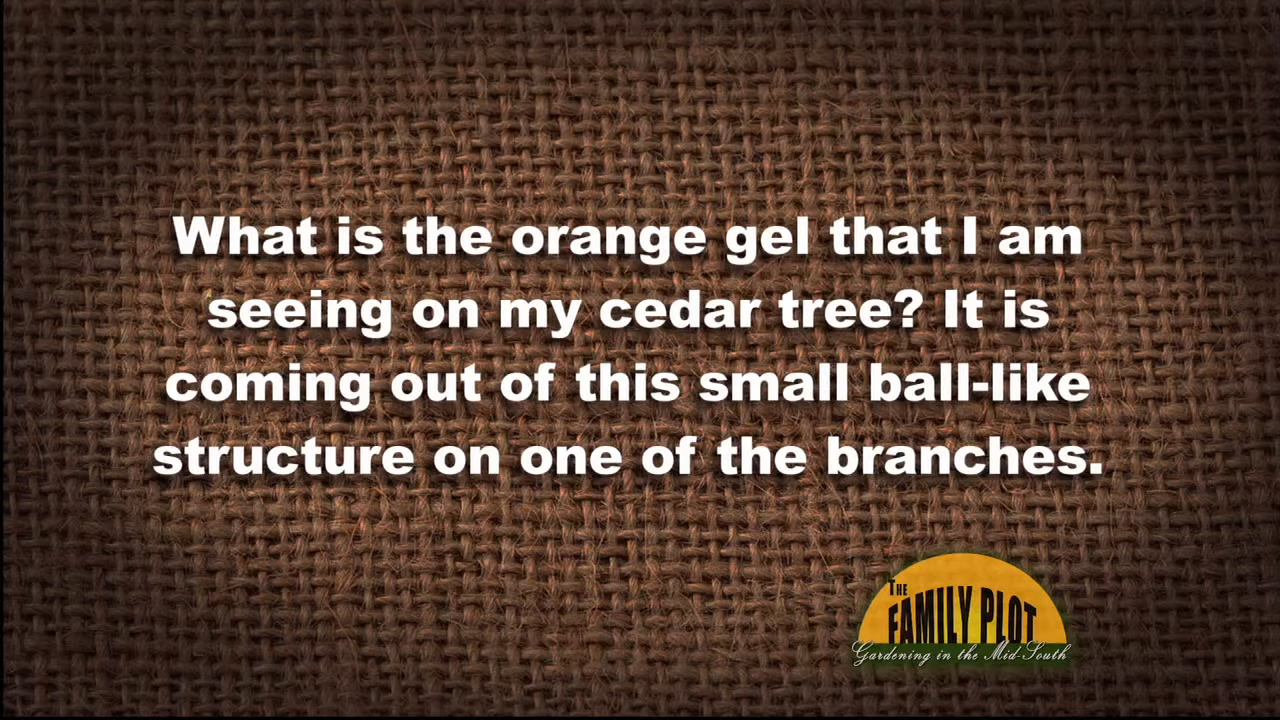 What is the orange gel that I am
seeing on my cedar tree? It is
coming out of this small ball-like
structure on one of the branches.
THE
FAMILY PLOT
Gardening in the Mid-South